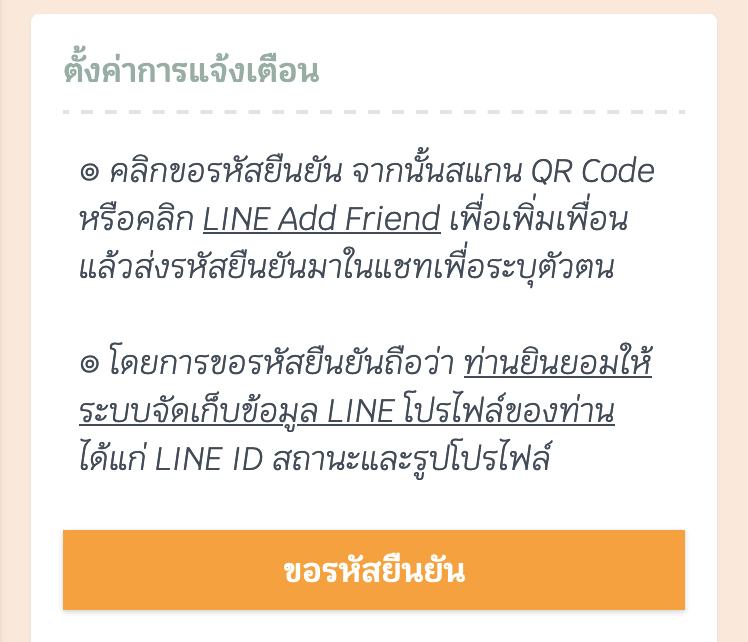 ตั้งค่าการแจ้งเตือน
๏ คลิกขอรหัสยืนยัน จากนั้นสแกน QR Code
หรือคลิก LINE Add Friend เพื่อเพิ่มเพื่อน
แล้วส่งรหัสยืนยันมาในแชทเพื่อระบุตัวตน
๏ โดยการขอรหัสยืนยันถือว่า ท่านยินยอมให้
ระบบจัดเก็บข้อมูล LINE โปรไฟล์ของท่าน
ได้แก่ LINE ID สถานะและรูปโปรไฟล์
ขอรหัสยืนยัน